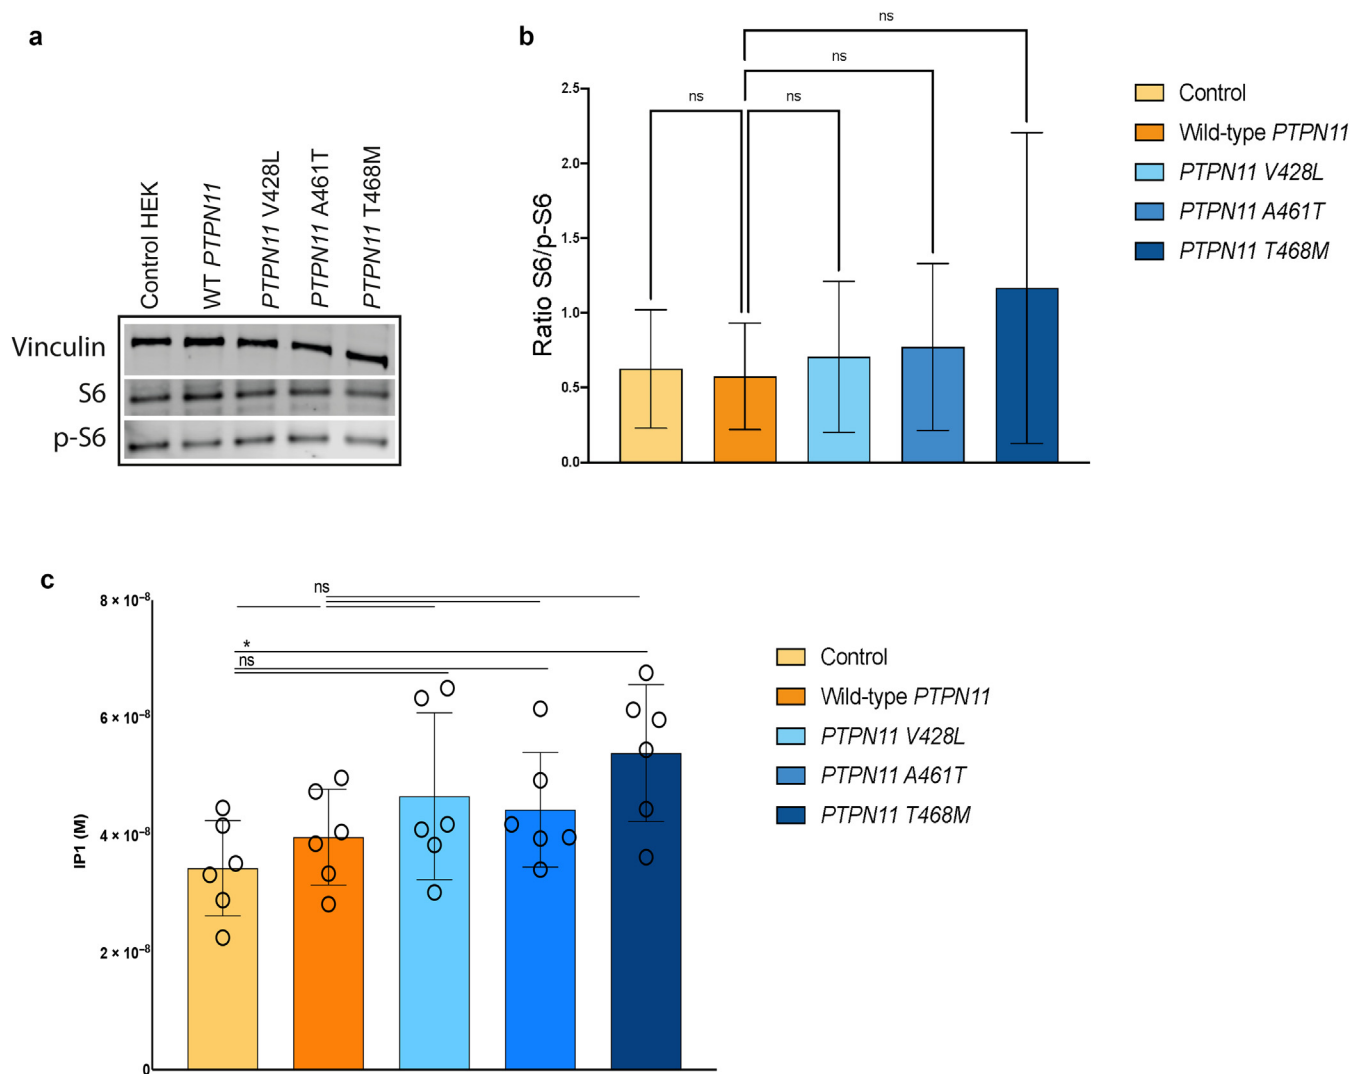 a
Control HEK
WT PTPN11
PTPN11 V428L
PTPN11 A461T
PTPN11 T468M
Vinculin
S6
p-S6
b
ns
ns
ns
ns
2.5
2.0
1.5
1.0
0.5
0.0
Ratio S6/p-S6
Control
Wild-type PTPN11
PTPN11 V428L
PTPN11 A461T
PTPN11 T468M
c
ns
*
ns
8 × 10⁻⁸
6 × 10⁻⁸
4 × 10⁻⁸
2 × 10⁻⁸
0
IP1 (M)
Control
Wild-type PTPN11
PTPN11 V428L
PTPN11 A461T
PTPN11 T468M